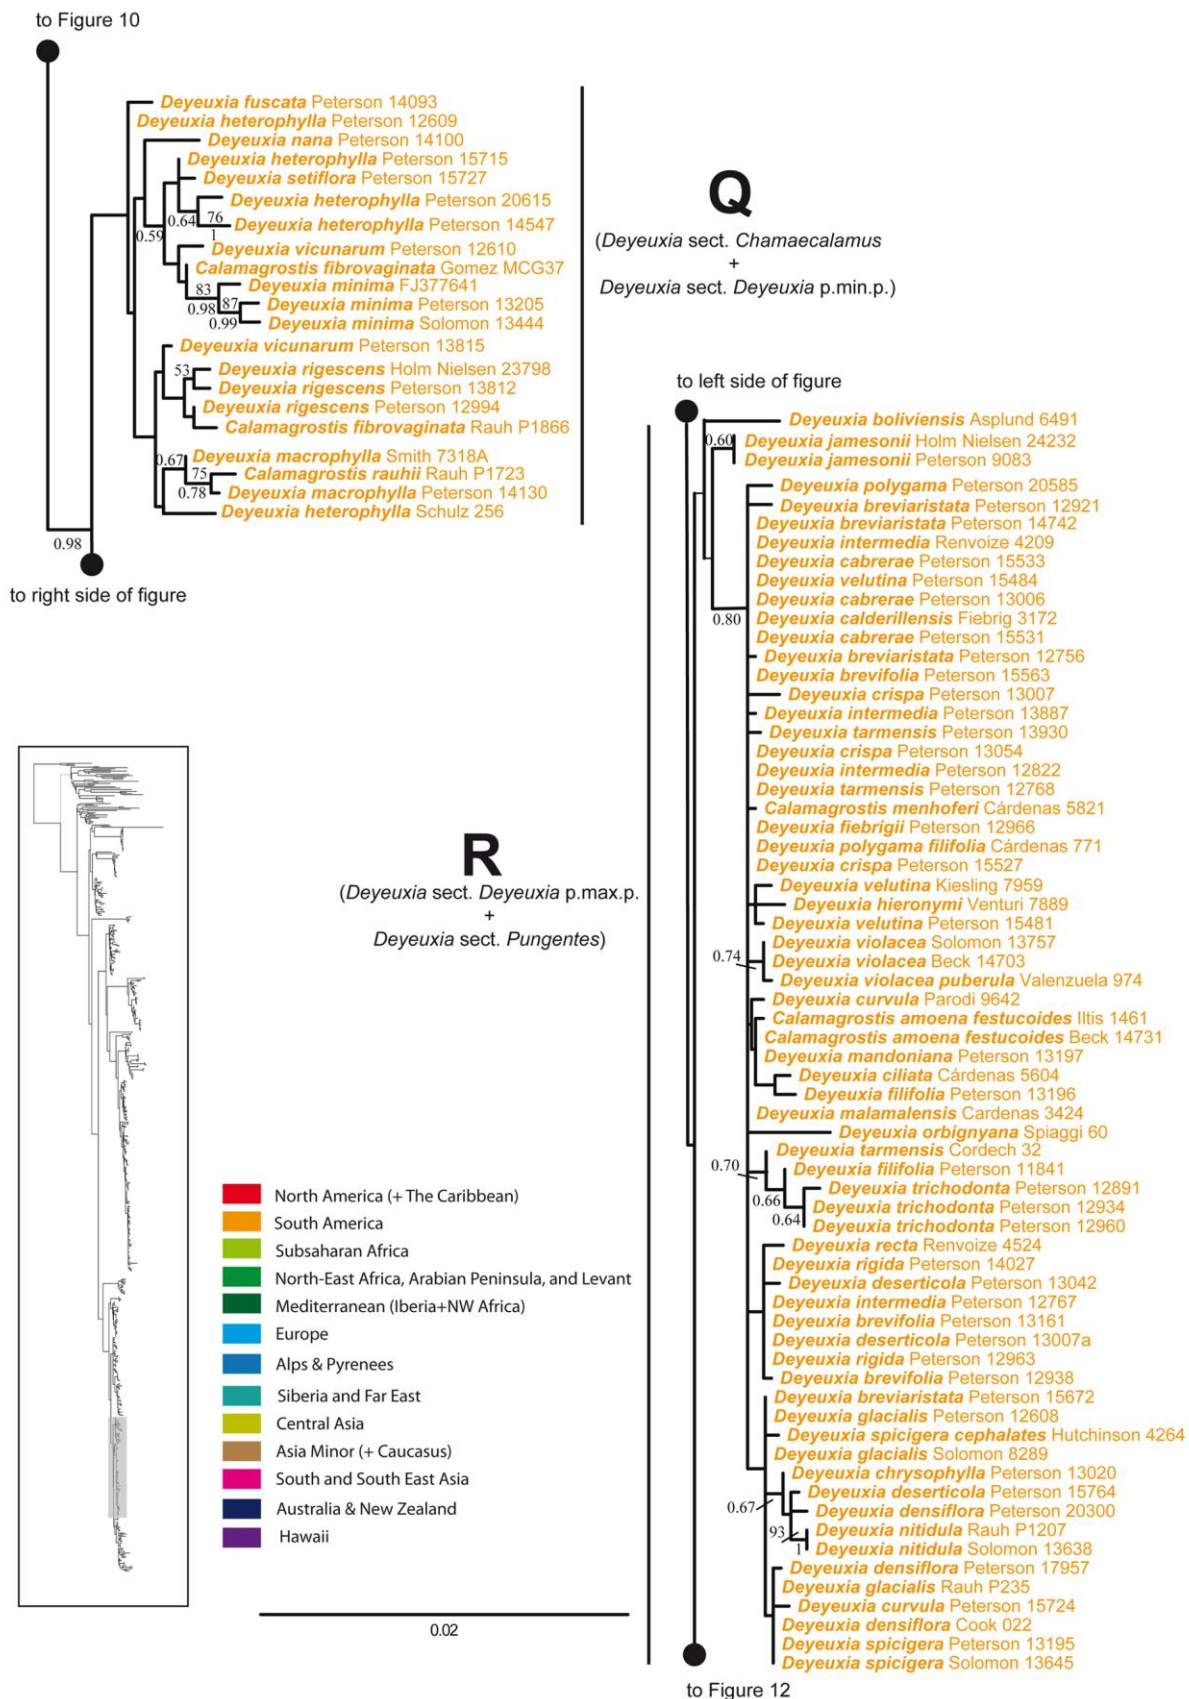 to Figure 10
Deyeuxia fuscata Peterson 14093
Deyeuxia heterophylla Peterson 12609
Deyeuxia nana Peterson 14100
Deyeuxia heterophylla Peterson 15715
Deyeuxia setiflora Peterson 15727
Deyeuxia heterophylla Peterson 20615
0.64
76
Deyeuxia heterophylla Peterson 14547
1
0.59
Deyeuxia vicunarum Peterson 12610
Calamagrostis fibrovaginata Gomez MCG37
Deyeuxia minima FJ377641
83
0.98
87
Deyeuxia minima Peterson 13205
0.99
Deyeuxia minima Solomon 13444
Deyeuxia vicunarum Peterson 13815
53
Deyeuxia rigescens Holm Nielsen 23798
Deyeuxia rigescens Peterson 13812
Deyeuxia rigescens Peterson 12994
Calamagrostis fibrovaginata Rauh P1866
0.67
Deyeuxia macrophylla Smith 7318A
75
Calamagrostis rauhii Rauh P1723
0.78
Deyeuxia macrophylla Peterson 14130
Deyeuxia heterophylla Schulz 256
0.98
to right side of figure
Q
(Deyeuxia sect. Chamaecalamus
+
Deyeuxia sect. Deyeuxia p.min.p.)
to left side of figure
Deyeuxia boliviensis Asplund 6491
0.60
Deyeuxia jamesonii Holm Nielsen 24232
Deyeuxia jamesonii Peterson 9083
Deyeuxia polygama Peterson 20585
Deyeuxia breviaristata Peterson 12921
Deyeuxia breviaristata Peterson 14742
Deyeuxia intermedia Renvoize 4209
Deyeuxia cabrerae Peterson 15533
Deyeuxia velutina Peterson 15484
Deyeuxia cabrerae Peterson 13006
0.80
Deyeuxia calderillensis Fiebrig 3172
Deyeuxia cabrerae Peterson 15531
Deyeuxia breviaristata Peterson 12756
Deyeuxia brevifolia Peterson 15563
Deyeuxia crispa Peterson 13007
Deyeuxia intermedia Peterson 13887
Deyeuxia tarmensis Peterson 13930
Deyeuxia crispa Peterson 13054
Deyeuxia intermedia Peterson 12822
Deyeuxia tarmensis Peterson 12768
Calamagrostis menhoferi Cárdenas 5821
Deyeuxia fiebrigii Peterson 12966
Deyeuxia polygama filifolia Cárdenas 771
Deyeuxia crispa Peterson 15527
Deyeuxia velutina Kiesling 7959
Deyeuxia hieronymi Venturi 7889
Deyeuxia velutina Peterson 15481
Deyeuxia violacea Solomon 13757
0.74
Deyeuxia violacea Beck 14703
Deyeuxia violacea puberula Valenzuela 974
Deyeuxia curvula Parodi 9642
Calamagrostis amoena festucoides Iltis 1461
Calamagrostis amoena festucoides Beck 14731
Deyeuxia mandoniana Peterson 13197
Deyeuxia ciliata Cárdenas 5604
Deyeuxia filifolia Peterson 13196
Deyeuxia malamalensis Cardenas 3424
Deyeuxia orbignyana Spiaggi 60
Deyeuxia tarmensis Cordech 32
0.70
Deyeuxia filifolia Peterson 11841
Deyeuxia trichodonta Peterson 12891
0.66
Deyeuxia trichodonta Peterson 12934
0.64
Deyeuxia trichodonta Peterson 12960
Deyeuxia recta Renvoize 4524
Deyeuxia rigida Peterson 14027
Deyeuxia deserticola Peterson 13042
Deyeuxia intermedia Peterson 12767
Deyeuxia brevifolia Peterson 13161
Deyeuxia deserticola Peterson 13007a
Deyeuxia rigida Peterson 12963
Deyeuxia brevifolia Peterson 12938
Deyeuxia breviaristata Peterson 15672
Deyeuxia glacialis Peterson 12608
Deyeuxia spicigera cephalates Hutchinson 4264
Deyeuxia glacialis Solomon 8289
Deyeuxia chrysophylla Peterson 13020
Deyeuxia deserticola Peterson 15764
0.67
Deyeuxia densiflora Peterson 20300
93
Deyeuxia nitidula Rauh P1207
1
Deyeuxia nitidula Solomon 13638
Deyeuxia densiflora Peterson 17957
Deyeuxia glacialis Rauh P235
Deyeuxia curvula Peterson 15724
Deyeuxia densiflora Cook 022
Deyeuxia spicigera Peterson 13195
Deyeuxia spicigera Solomon 13645
to Figure 12
R
(Deyeuxia sect. Deyeuxia p.max.p.
+
Deyeuxia sect. Pungentes)
North America (+ The Caribbean)
South America
Subsaharan Africa
North-East Africa, Arabian Peninsula, and Levant
Mediterranean (Iberia+NW Africa)
Europe
Alps & Pyrenees
Siberia and Far East
Central Asia
Asia Minor (+ Caucasus)
South and South East Asia
Australia & New Zealand
Hawaii
0.02